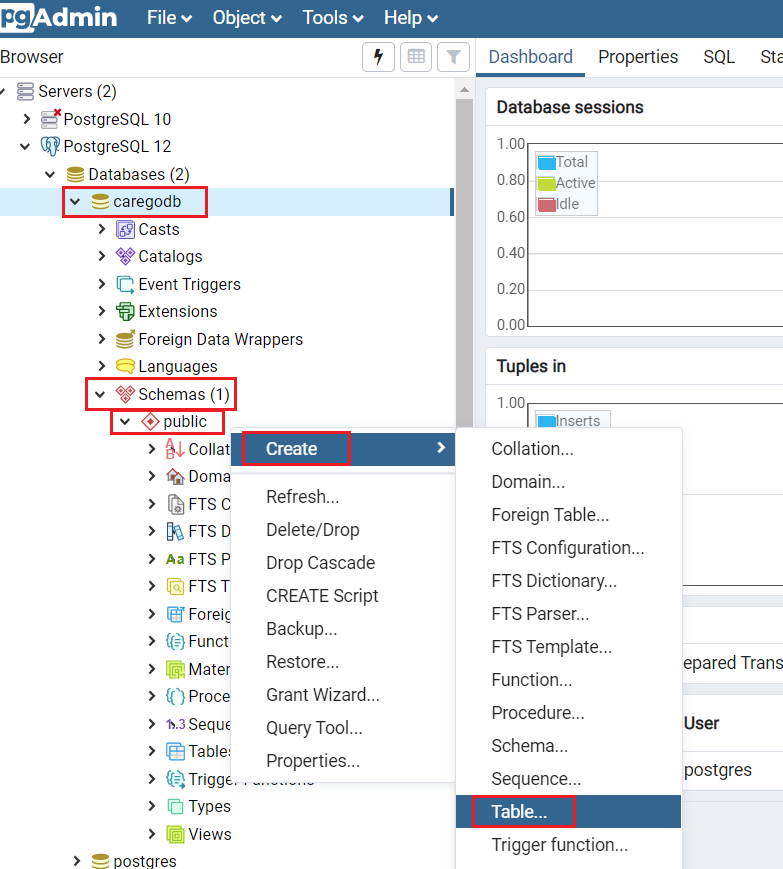 pgAdmin File Object Tools Help
Browser
Dashboard Properties SQL
Servers (2)
PostgreSQL 10
PostgreSQL 12
Databases (2)
caregodb
Casts
Catalogs
Event Triggers
Extensions
Foreign Data Wrappers
Languages
Schemas (1)
public
Collat
Doma
FTS C
FTS D
Aa FTS P
FTS T
Foreig
Funct
Mater
Proce
1..3 Seque
Tables
Trigger Functions
Types
Views
postgres
Create
Refresh...
Delete/Drop
Drop Cascade
CREATE Script
Backup...
Restore...
Grant Wizard...
Query Tool...
Properties...
Collation...
Domain...
Foreign Table...
FTS Configuration...
FTS Dictionary...
FTS Parser...
FTS Template...
Function...
Procedure...
Schema...
Sequence...
Table...
Trigger function...
Database sessions
1.00
0.80
0.60
0.40
0.20
0.00
Total
Active
Idle
Tuples in
1.00
Inserts
epared Trans
User
postgres